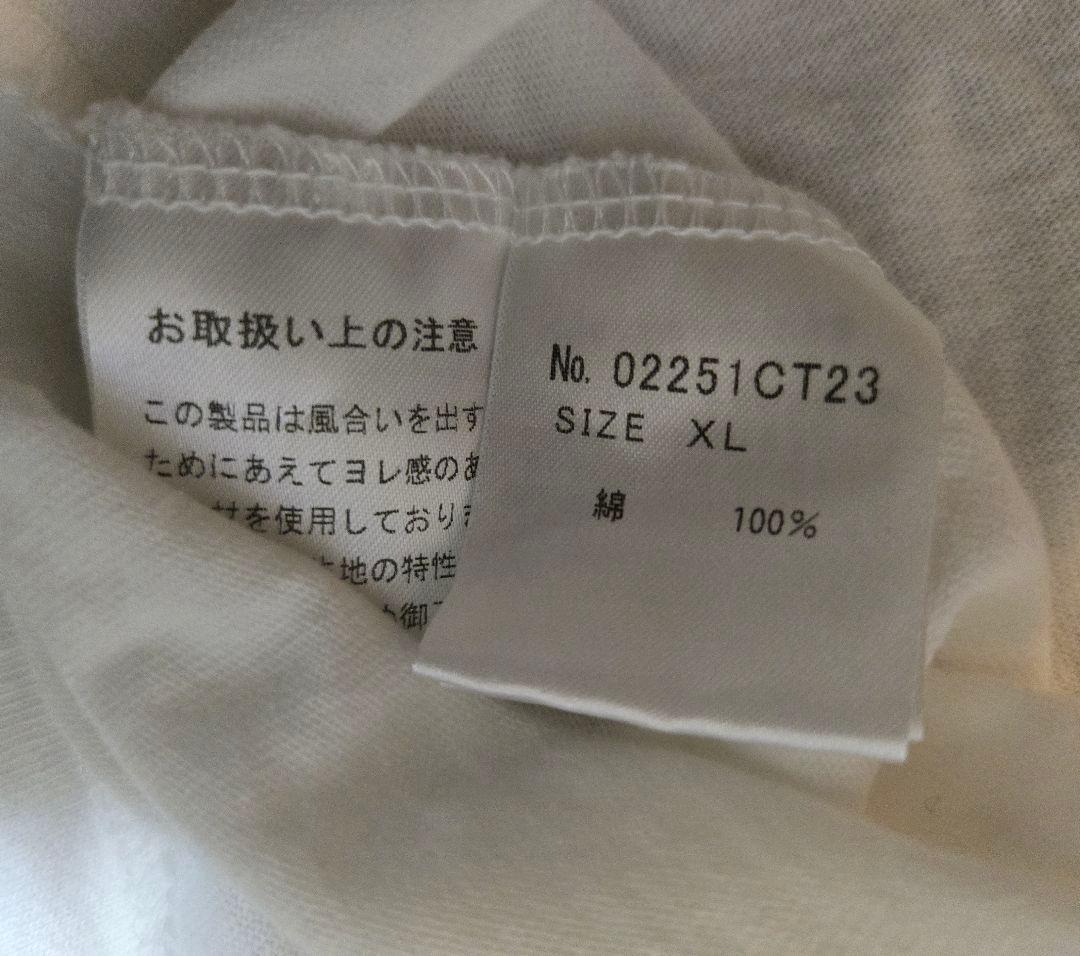 お取扱い上の注意
この製品は風合いを出す
ためにあえてヨレ感のあ
を使用しており
地の特性
御
No. 02251CT23
SIZE XL
綿 100%